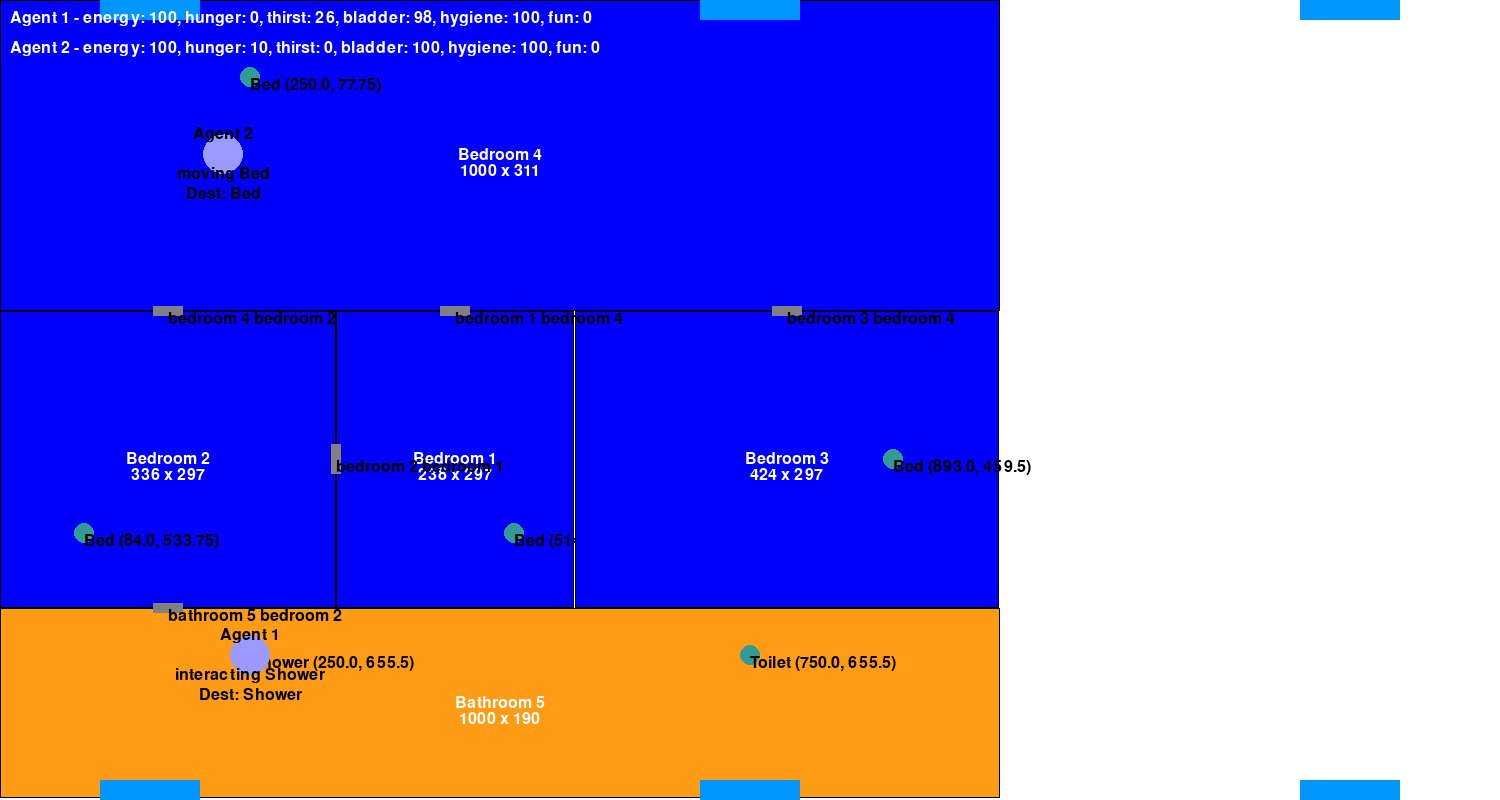 Agent 1 - energy: 100, hunger: 0, thirst: 26, bladder: 98, hygiene: 100, fun: 0
Agent 2 - energy: 100, hunger: 10, thirst: 0, bladder: 100, hygiene: 100, fun: 0
Bed (250.0, 77.75)
Agent 2
moving Bed
Dest: Bed
Bedroom 4
1000 x 311
bedroom 4 bedroom 2
bedroom 1 bedroom 4
bedroom 3 bedroom 4
Bedroom 2
336 x 297
bedroom 2 bedroom 1
Bedroom 1
x 297
Bedroom 3
424 x 297
Bed (893.0, 459.5)
Bed (84.0, 533.75)
Bed (51
bathroom 5 bedroom 2
Agent 1
ower (250.0, 655.5)
interacting Shower
Dest: Shower
Toilet (750.0, 655.5)
Bathroom 5
1000 x 190